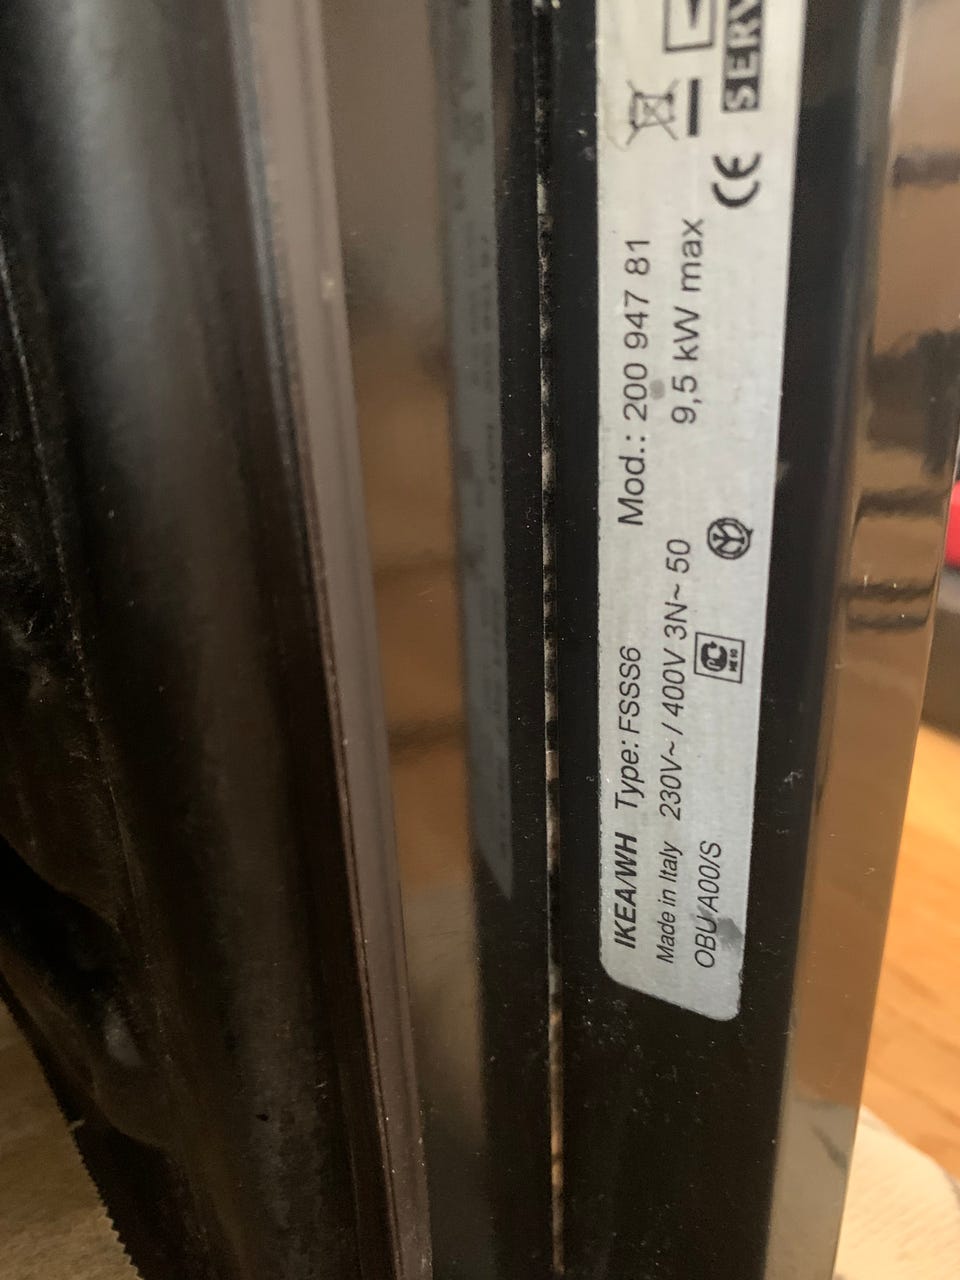 IKEA/WH Type: FSSS6 Mod.: 200 947 81
Made in Italy 230V~ / 400V 3N~ 50 9,5 kW max
OBU A00/S CE SERV